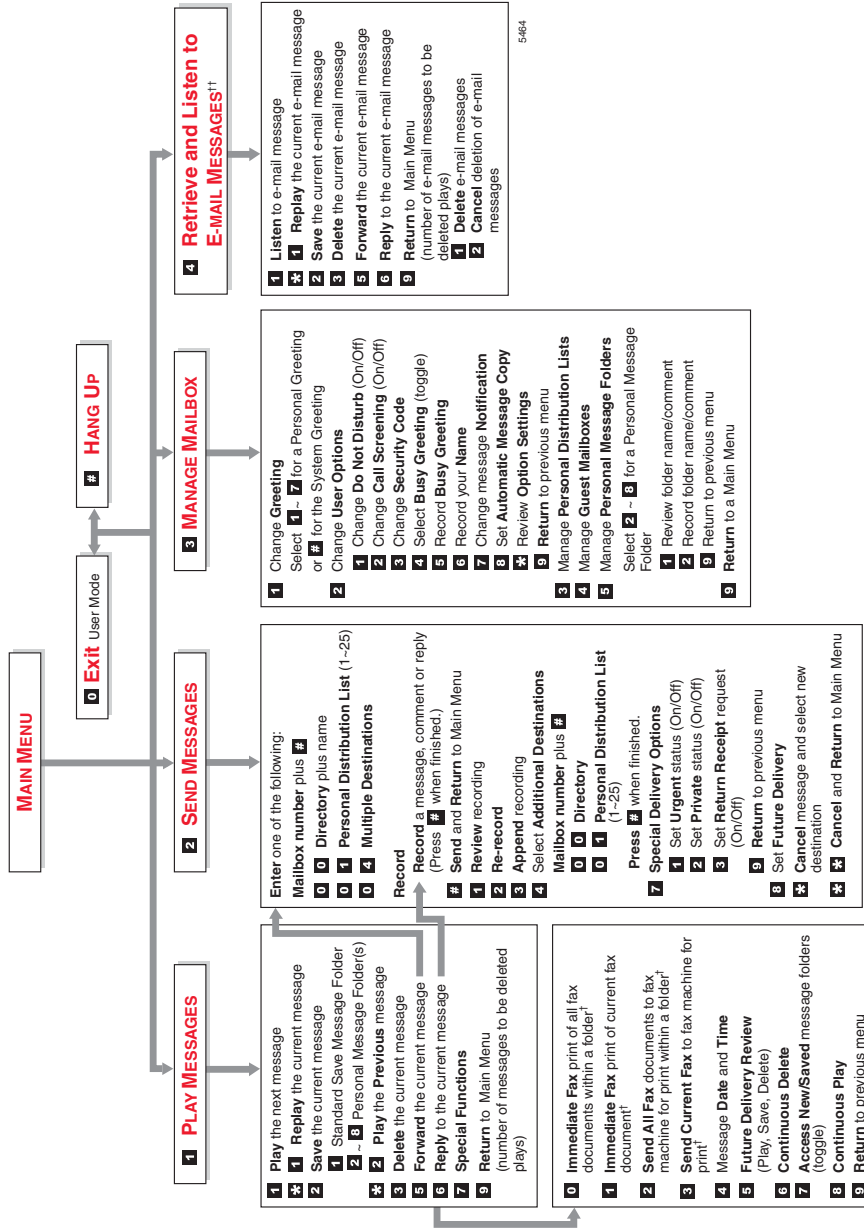 MAIN MENU
0 Exit User Mode
# HANG UP
1 PLAY MESSAGES
1 Play the next message
* 1 Replay the current message
2 Save the current message
1 Standard Save Message Folder
2 ~ 8 Personal Message Folder(s)
* 2 Play the Previous message
3 Delete the current message
5 Forward the current message
6 Reply to the current message
7 Special Functions
9 Return to Main Menu
(number of messages to be deleted
plays)
0 Immediate Fax print of all fax
documents within a folder†
1 Immediate Fax print of current fax
document†
2 Send All Fax documents to fax
machine for print within a folder†
3 Send Current Fax to fax machine for
print†
4 Message Date and Time
5 Future Delivery Review
(Play, Save, Delete)
6 Continuous Delete
7 Access New/Saved message folders
(toggle)
8 Continuous Play
9 Return to previous menu
2 SEND MESSAGES
Enter one of the following:
Mailbox number plus #
0 0 Directory plus name
0 1 Personal Distribution List (1~25)
0 4 Multiple Destinations
Record
Record a message, comment or reply
(Press # when finished.)
# Send and Return to Main Menu
1 Review recording
2 Re-record
3 Append recording
4 Select Additional Destinations
Mailbox number plus #
0 0 Directory
0 1 Personal Distribution List
(1~25)
Press # when finished.
7 Special Delivery Options
1 Set Urgent status (On/Off)
2 Set Private status (On/Off)
3 Set Return Receipt request
(On/Off)
9 Return to previous menu
8 Set Future Delivery
* Cancel message and select new
destination
* * Cancel and Return to Main Menu
3 MANAGE MAILBOX
1 Change Greeting
Select 1 ~ 7 for a Personal Greeting
or # for the System Greeting
2 Change User Options
1 Change Do Not Disturb (On/Off)
2 Change Call Screening (On/Off)
3 Change Security Code
4 Select Busy Greeting (toggle)
5 Record Busy Greeting
6 Record your Name
7 Change message Notification
8 Set Automatic Message Copy
* Review Option Settings
9 Return to previous menu
3 Manage Personal Distribution Lists
4 Manage Guest Mailboxes
5 Manage Personal Message Folders
Select 2 ~ 8 for a Personal Message
Folder
1 Review folder name/comment
2 Record folder name/comment
9 Return to previous menu
9 Return to a Main Menu
4 Retrieve and Listen to
E-MAIL MESSAGES††
1 Listen to e-mail message
* 1 Replay the current e-mail message
2 Save the current e-mail message
3 Delete the current e-mail message
5 Forward the current e-mail message
6 Reply to the current e-mail message
9 Return to Main Menu
(number of e-mail messages to be
deleted plays)
1 Delete e-mail messages
2 Cancel deletion of e-mail
messages
5464